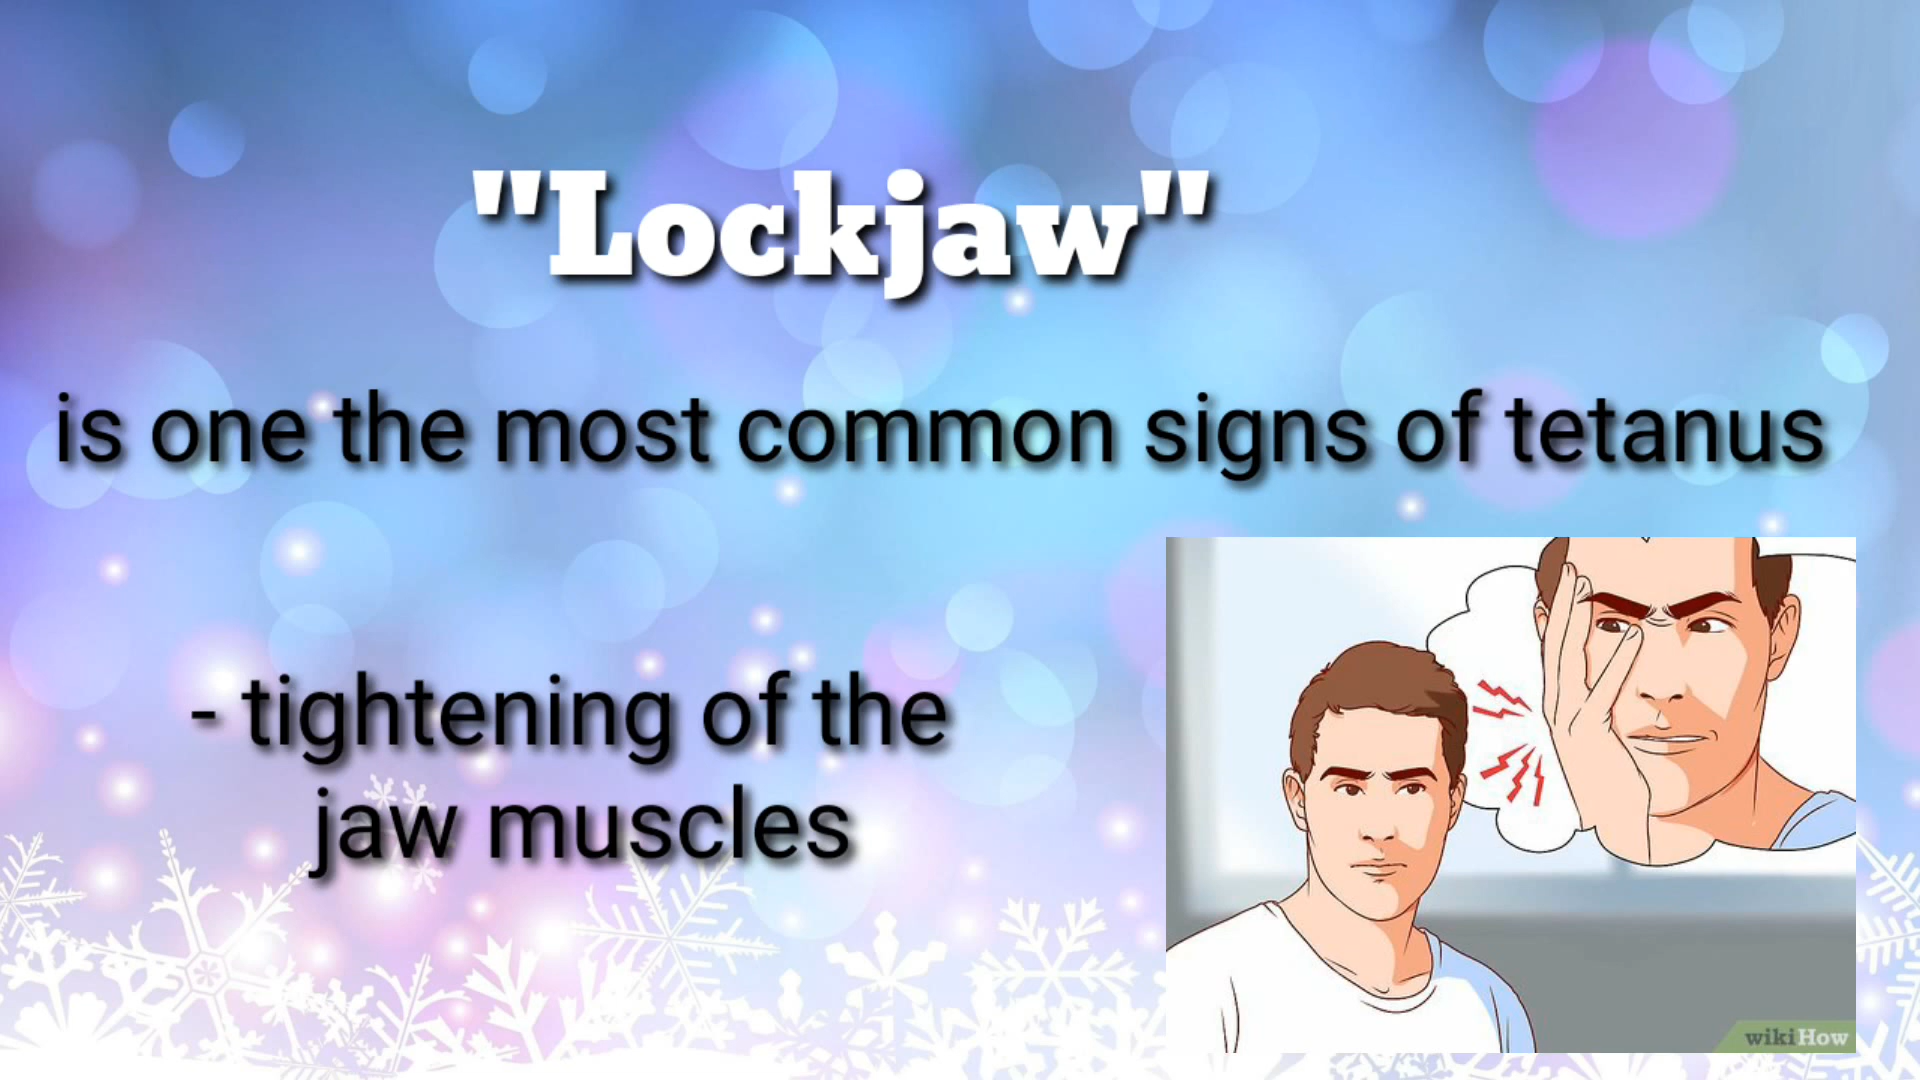 "Lockjaw"
is one the most common signs of tetanus
- tightening of the
jaw muscles
wikiHow